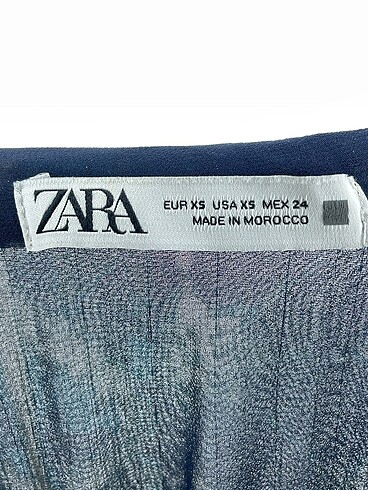 ZARA
EUR XS USA XS MEX 24
MADE IN MOROCCO